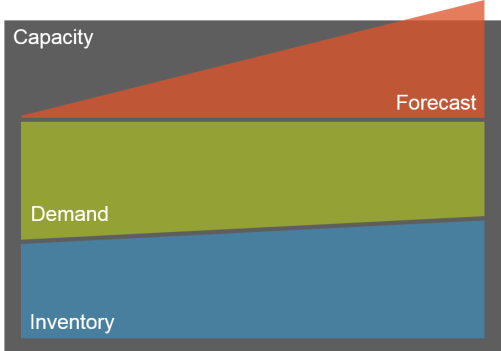 Capacity
Forecast
Demand
Inventory